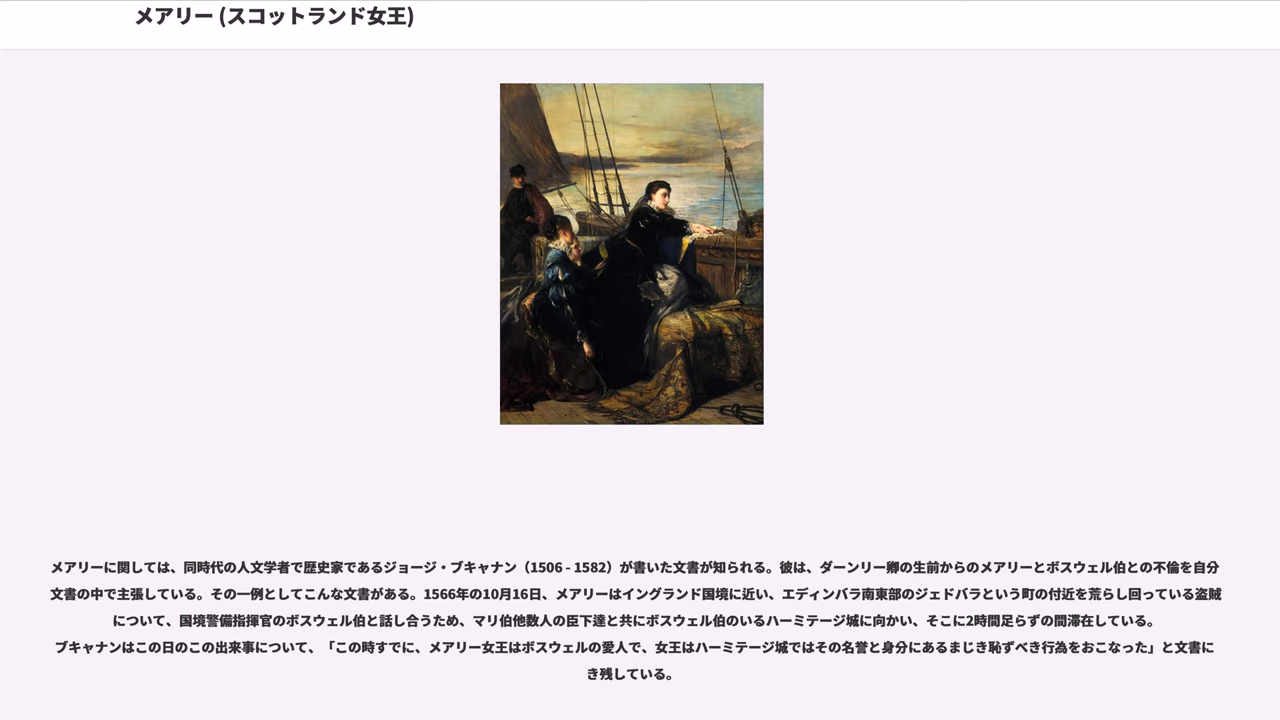 メアリー (スコットランド女王)
メアリーに関しては、同時代の人文学者で歴史家であるジョージ・ブキャナン（1506 - 1582）が書いた文書が知られる。彼は、ダーンリー卿の生前からのメアリーとボスウェル伯との不倫を自分
文書の中で主張している。その一例としてこんな文書がある。1566年の10月16日、メアリーはイングランド国境に近い、エディンバラ南東部のジェドバラという町の付近を荒らし回っている盗賊
について、国境警備指揮官のボスウェル伯と話し合うため、マリ伯他数人の臣下達と共にボスウェル伯のいるハーミテージ城に向かい、そこに2時間足らずの間滞在している。
ブキャナンはこの日のこの出来事について、「この時すでに、メアリー女王はボスウェルの愛人で、女王はハーミテージ城ではその名誉と身分にあるまじき恥ずべき行為をおこなった」と文書に
き残している。